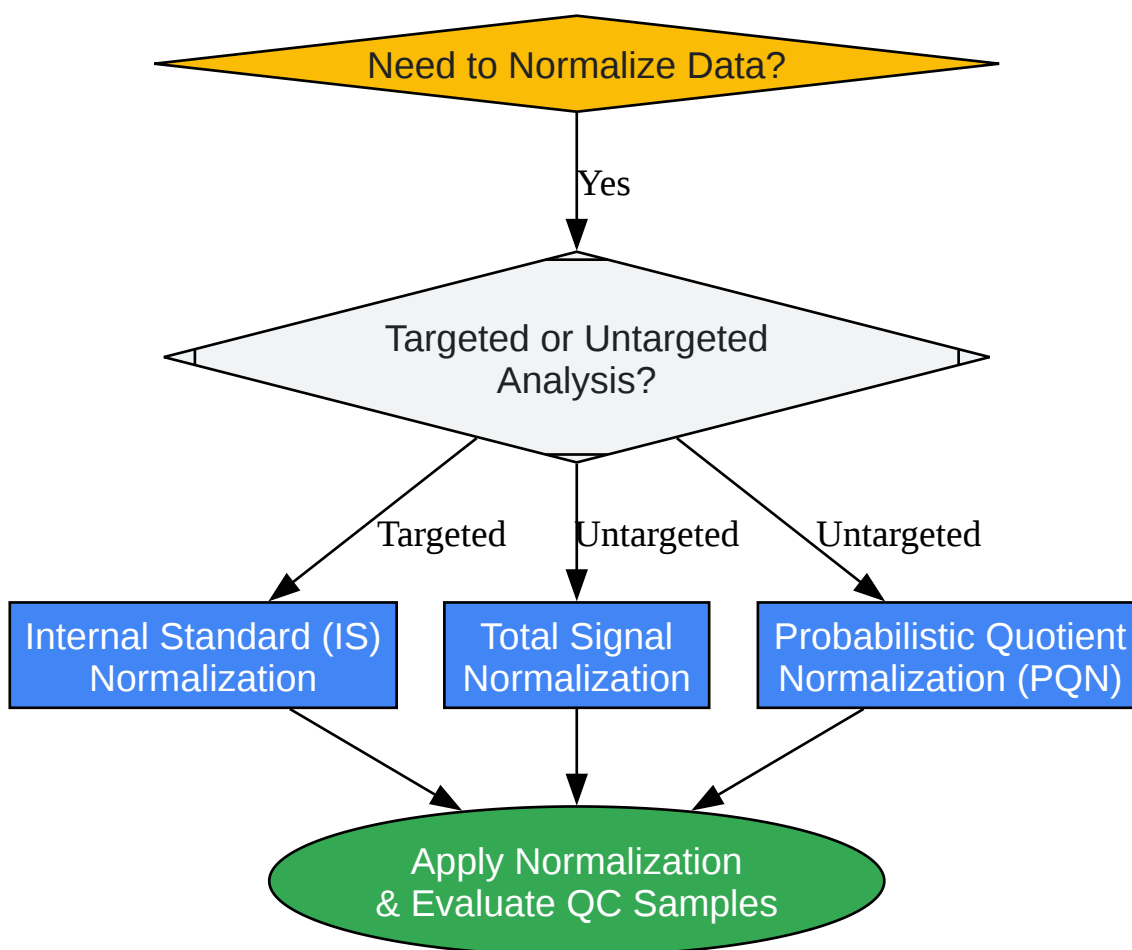 Need to Normalize Data?
Yes
Targeted or Untargeted
Analysis?
Targeted
Untargeted
Untargeted
Internal Standard (IS)
Normalization
Total Signal
Normalization
Probabilistic Quotient
Normalization (PQN)
Apply Normalization
& Evaluate QC Samples